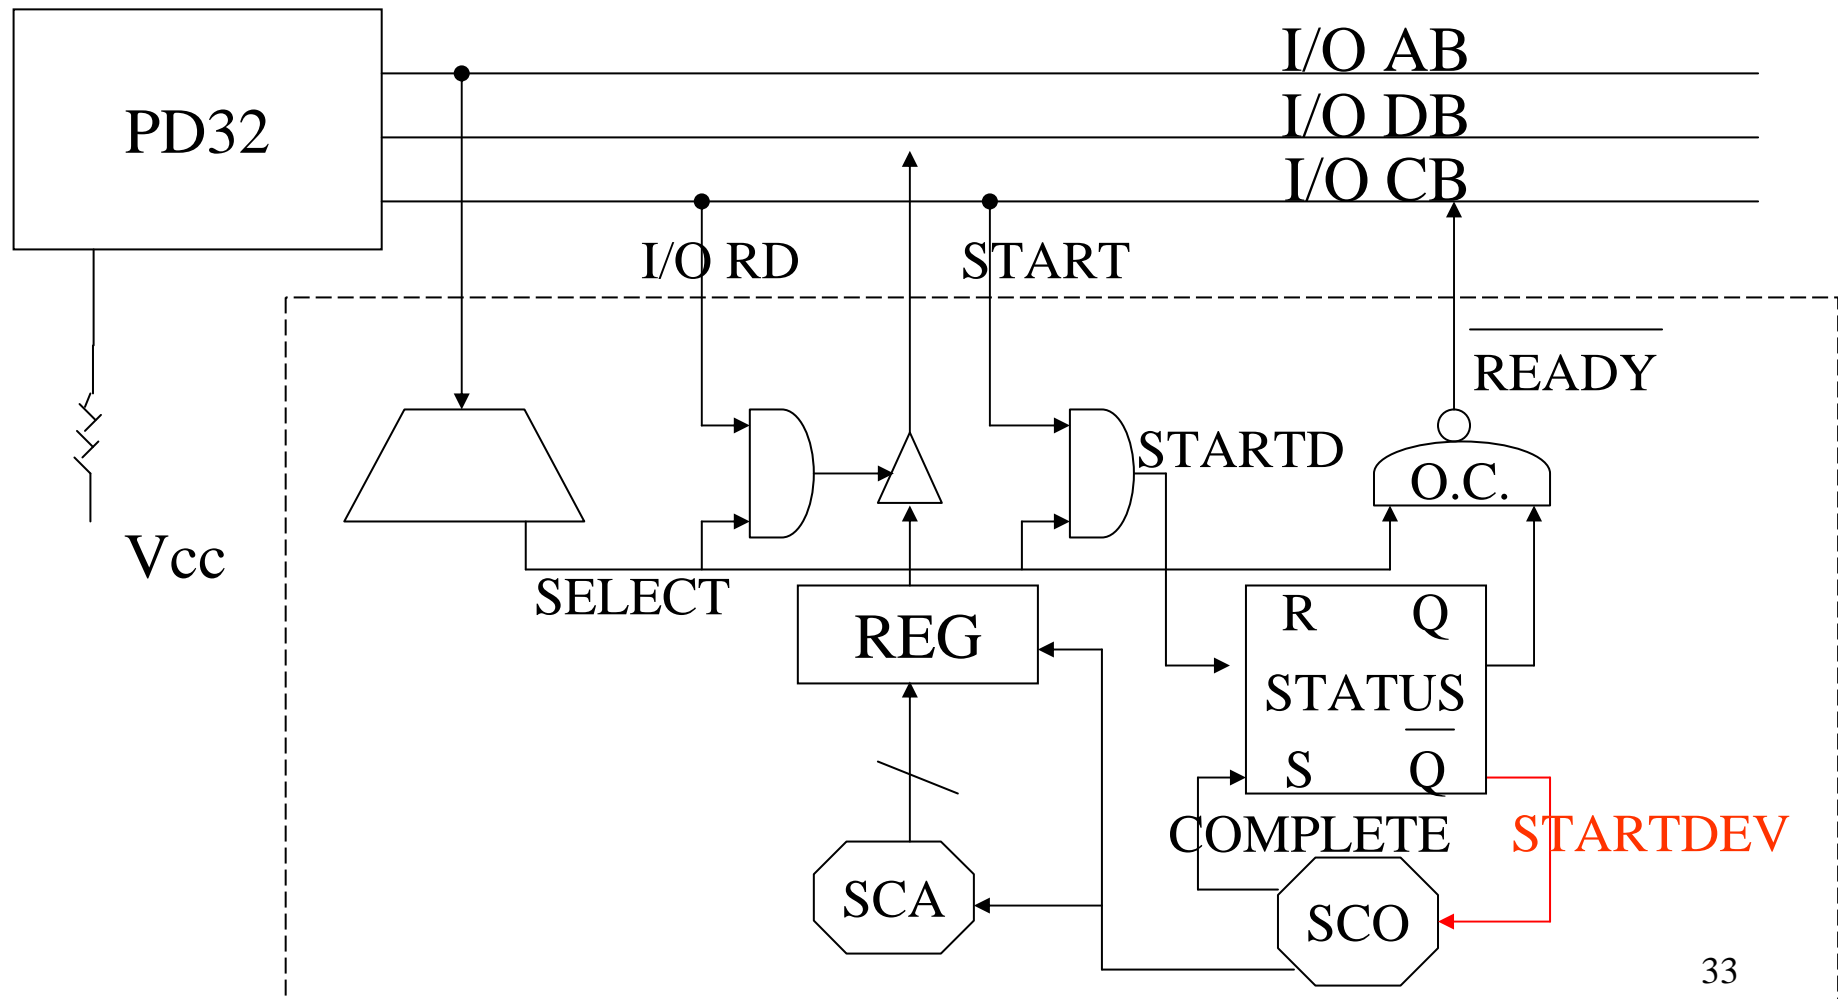 I/O AB
PD32
I/O DB
I/O CB
I/O RD
START
READY
STARTD
O.C.
Vcc
SELECT
R
Q
REG
STATUS
S
Q
COMPLETE
STARTDEV
SCA
SCO
33